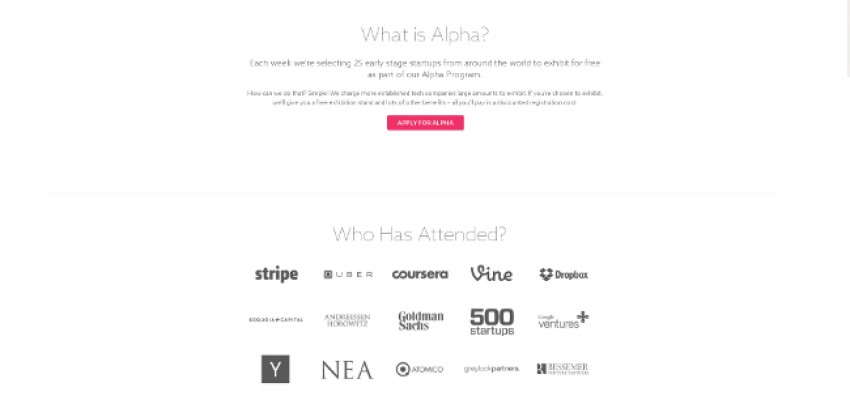 What is Alpha?
Each week we're selecting 25 early stage startups from around the world to exhibit for free
as part of our Alpha Program.
How can we do that? Simple! We charge more established tech companies large amounts to exhibit. If you're chosen to exhibit,
we'll give you a free exhibition stand and lots of other benefits – all you'll pay is a discounted registration cost
APPLY FOR ALPHA
Who Has Attended?
stripe UBER coursera Vine Dropbox
SEQUOIA CAPITAL ANDREESSEN HOROWITZ Goldman Sachs 500 startups Google ventures
Y NEA ATOMICO greylockpartners. BESSEMER VENTURE PARTNERS